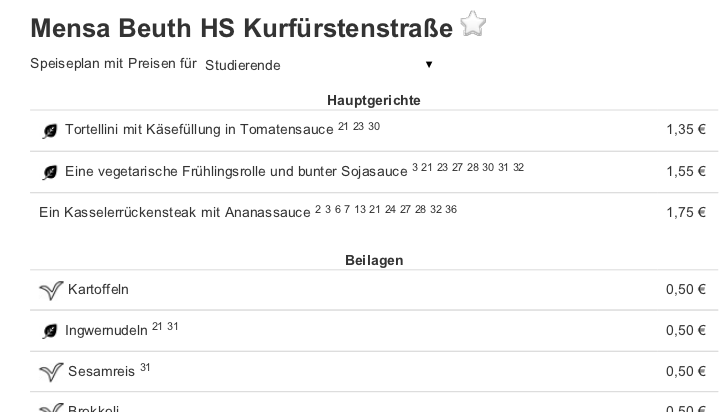 Mensa Beuth HS Kurfürstenstraße
Speiseplan mit Preisen für Studierende
Hauptgerichte
Tortellini mit Käsefüllung in Tomatensauce 21 23 30 1,35 €
Eine vegetarische Frühlingsrolle und bunter Sojasauce 3 21 23 27 28 30 31 32 1,55 €
Ein Kasselerrückensteak mit Ananassauce 2 3 6 7 13 21 24 27 28 32 36 1,75 €
Beilagen
Kartoffeln 0,50 €
Ingwernudeln 21 31 0,50 €
Sesamreis 31 0,50 €
Brokkoli 0,50 €